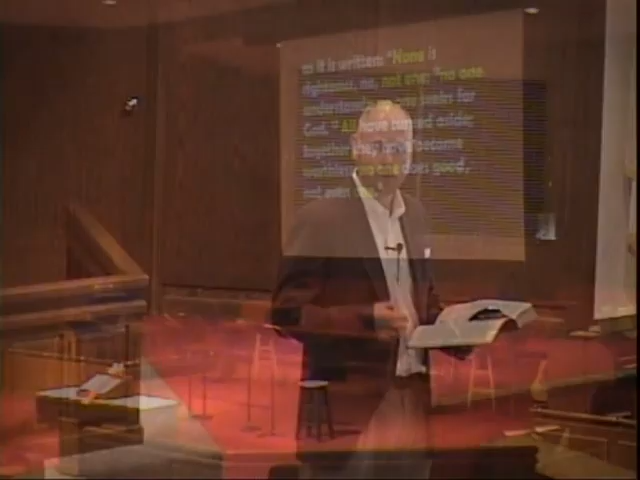 as it is written: "None is
righteous, no, not one; no one
understands; no one seeks for
God. All have turned aside;
together they have become
worthless; no one does good,
not even one."